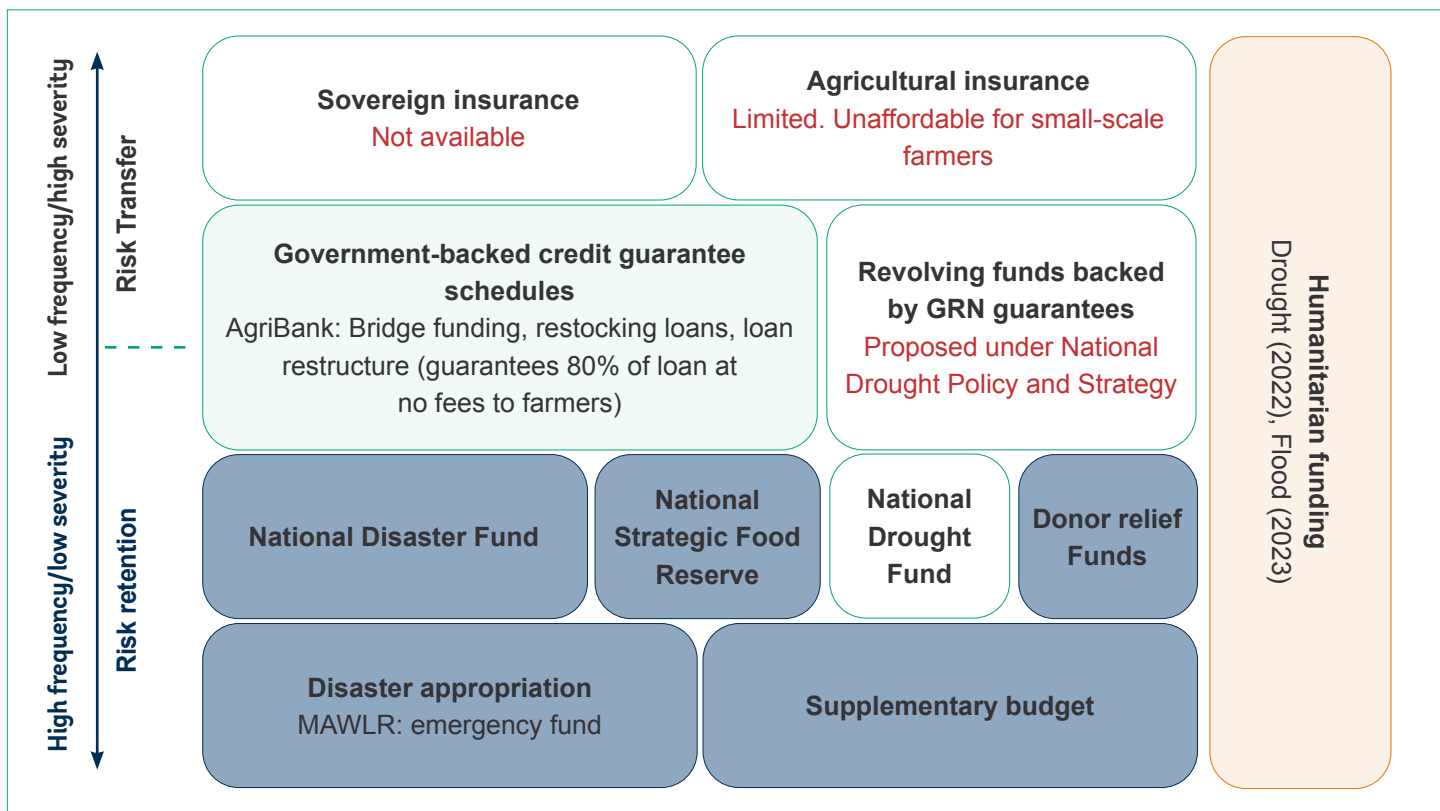 Low frequency/high severity
Risk Transfer
High frequency/low severity
Risk retention
Sovereign insurance
Not available
Agricultural insurance
Limited. Unaffordable for small-scale
farmers
Government-backed credit guarantee
schedules
AgriBank: Bridge funding, restocking loans, loan
restructure (guarantees 80% of loan at
no fees to farmers)
Revolving funds backed
by GRN guarantees
Proposed under National
Drought Policy and Strategy
National Disaster Fund
National
Strategic Food
Reserve
National
Drought
Fund
Donor relief
Funds
Disaster appropriation
MAWLR: emergency fund
Supplementary budget
Humanitarian funding
Drought (2022), Flood (2023)